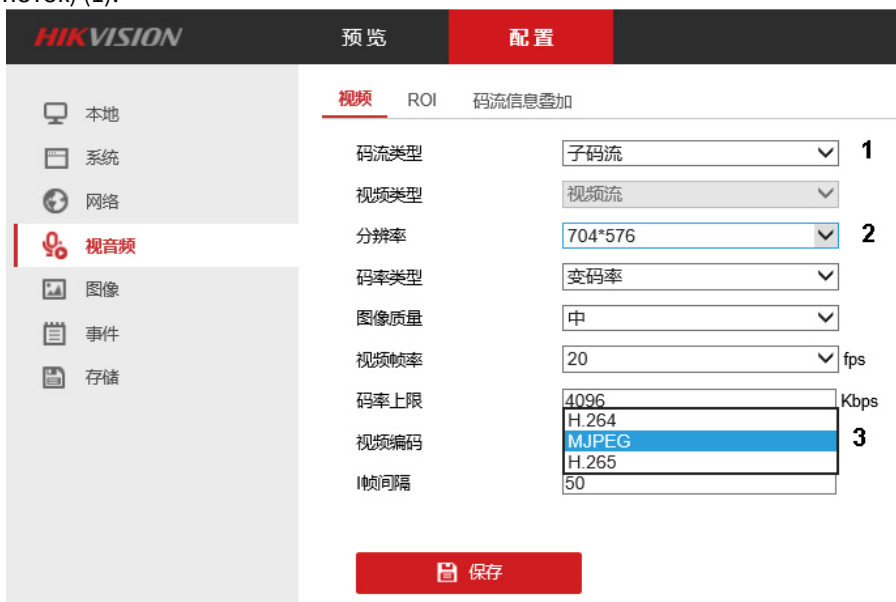 HIKVISION 预览 配置
视频 ROI 码流信息叠加
本地
系统
网络
视音频
图像
事件
存储
码流类型 子码流 1
视频类型 视频流
分辨率 704*576 2
码率类型 变码率
图像质量 中
视频帧率 20 fps
码率上限 4096 Kbps
视频编码 H.264
MJPEG 3
H.265
I帧间隔 50
保存